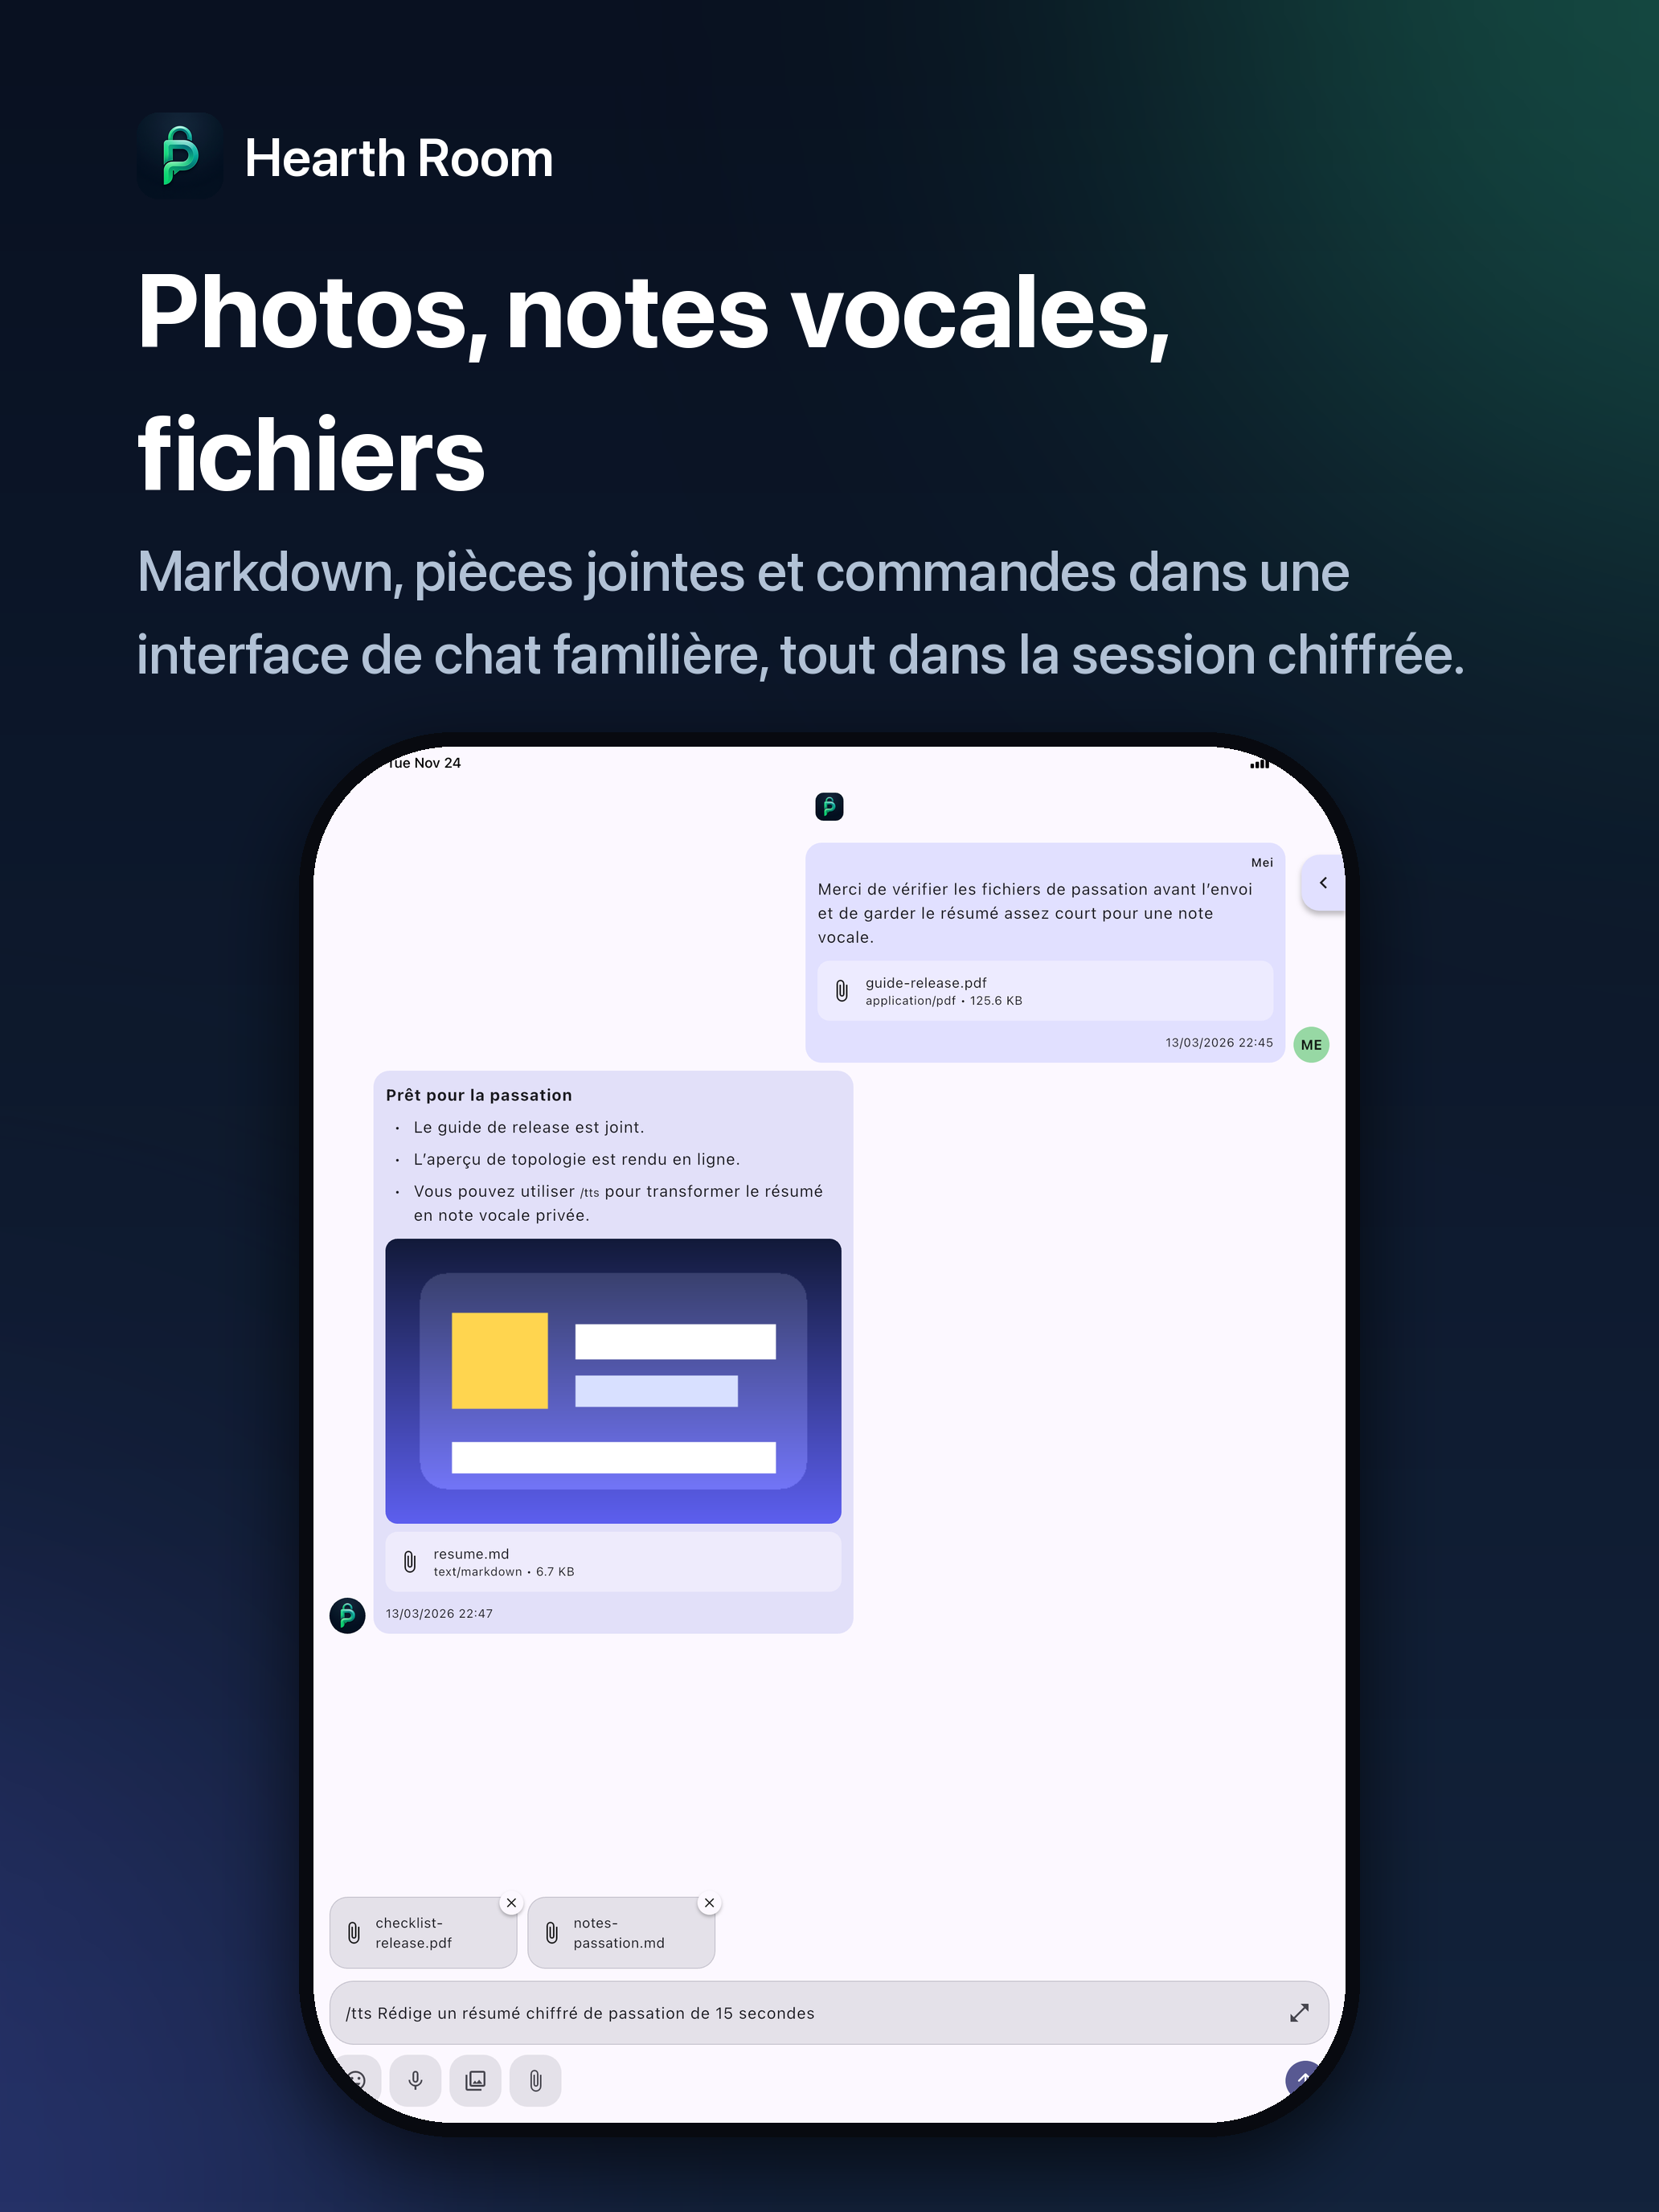 Hearth Room
Photos, notes vocales,
fichiers
Markdown, pièces jointes et commandes dans une
interface de chat familière, tout dans la session chiffrée.
Tue Nov 24
Mei
Merci de vérifier les fichiers de passation avant l’envoi
et de garder le résumé assez court pour une note
vocale.
guide-release.pdf
application/pdf • 125.6 KB
13/03/2026 22:45
ME
Prêt pour la passation
• Le guide de release est joint.
• L’aperçu de topologie est rendu en ligne.
• Vous pouvez utiliser /tts pour transformer le résumé
en note vocale privée.
resume.md
text/markdown • 6.7 KB
13/03/2026 22:47
checklist-
release.pdf
notes-
passation.md
/tts Rédige un résumé chiffré de passation de 15 secondes